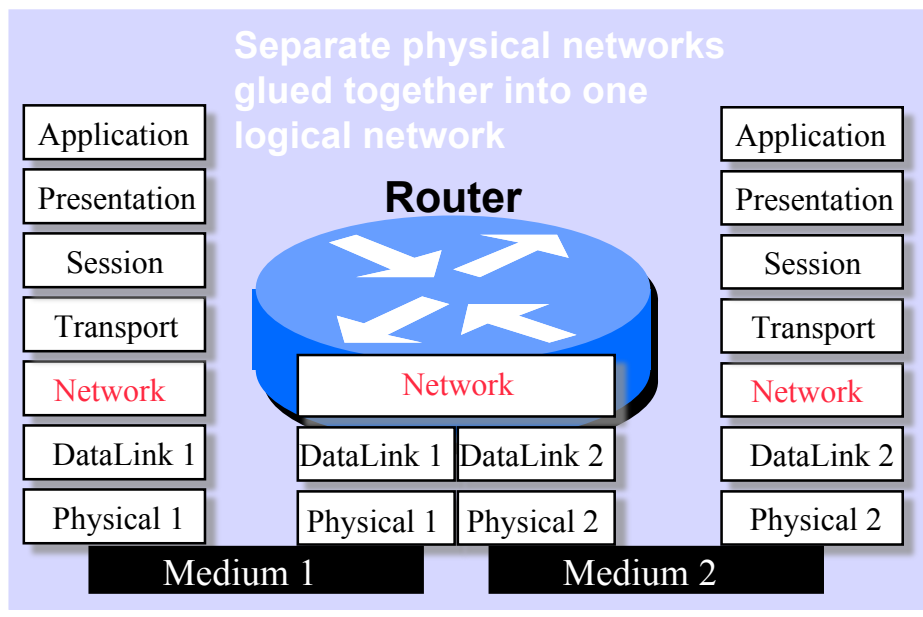 Separate physical networks
glued together into one
logical network
Router
Application
Presentation
Session
Transport
Network
DataLink 1
Physical 1
Network
DataLink 1 DataLink 2
Physical 1 Physical 2
Application
Presentation
Session
Transport
Network
DataLink 2
Physical 2
Medium 1
Medium 2